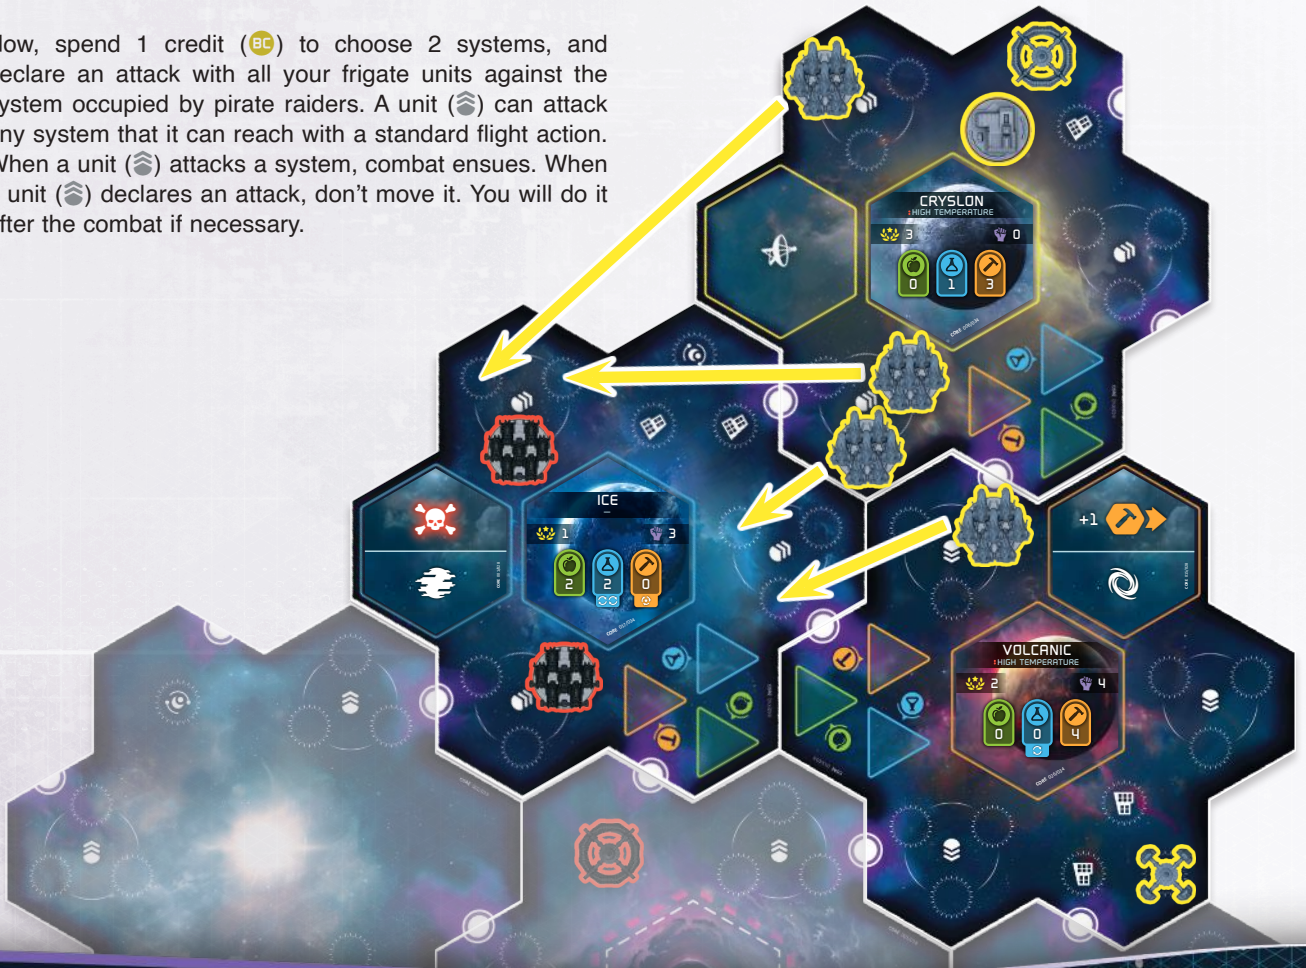 low, spend 1 credit (BC) to choose 2 systems, and
eclare an attack with all your frigate units against the
ystem occupied by pirate raiders. A unit () can attack
ny system that it can reach with a standard flight action.
When a unit () attacks a system, combat ensues. When
unit () declares an attack, don't move it. You will do it
fter the combat if necessary.
CRYSLON
HIGH TEMPERATURE
3 0
0 1 3
ICE
–
1 3
2 2 0
+1
VOLCANIC
HIGH TEMPERATURE
2 4
0 0 4